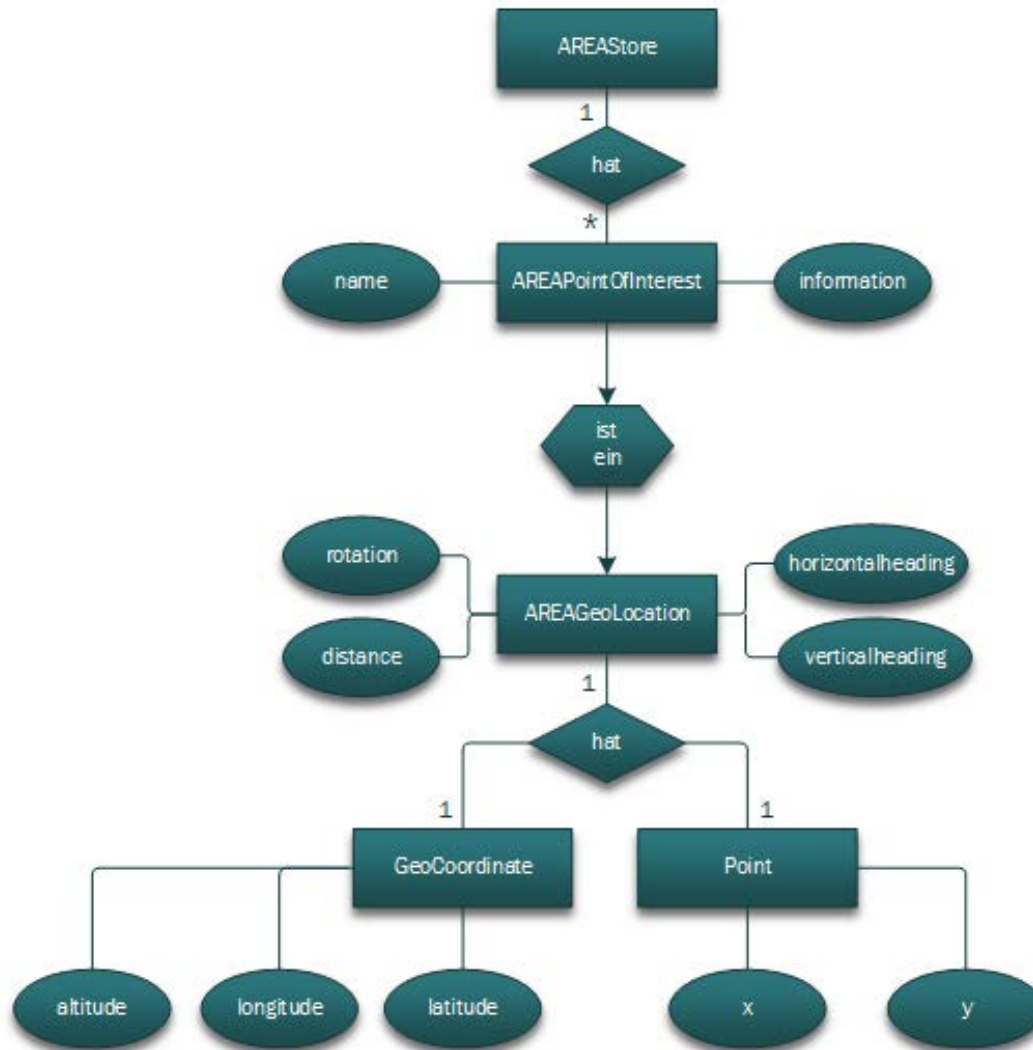 AREAStore
1
hat
*
name
AREAPointOfInterest
information
ist
ein
rotation
horizontalheading
AREAGeoLocation
distance
verticalheading
1
hat
1
1
GeoCoordinate
Point
altitude
longitude
latitude
x
y